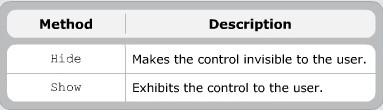 Method Description
Hide Makes the control invisible to the user.
Show Exhibits the control to the user.